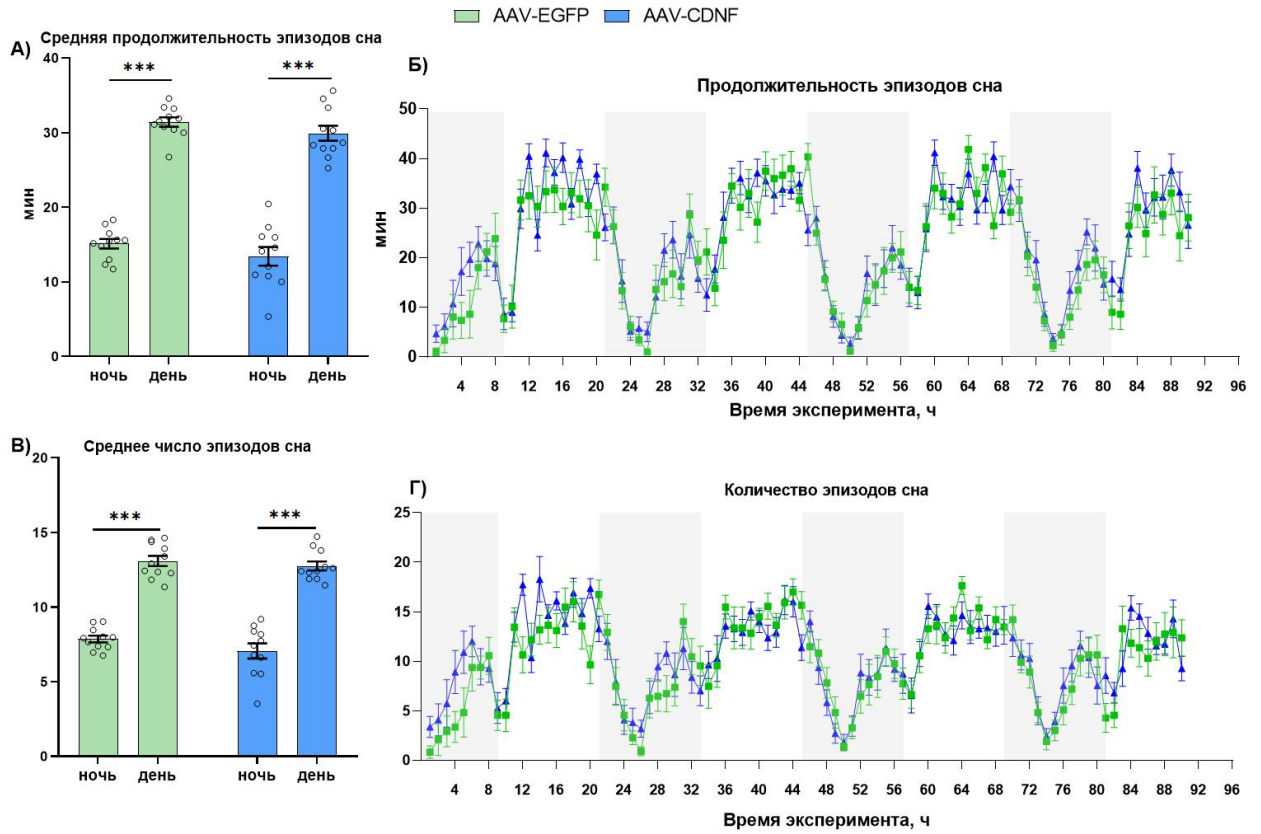 AAV-EGFP AAV-CDNF
А) Средняя продолжительность эпизодов сна
40
30
20
10
0
мин
*** ***
ночь день ночь день
Б)
Продолжительность эпизодов сна
50
40
30
20
10
0
мин
4 8 12 16 20 24 28 32 36 40 44 48 52 56 60 64 68 72 76 80 84 88 92 96
Время эксперимента, ч
В) Среднее число эпизодов сна
20
15
10
5
0
*** ***
ночь день ночь день
Г)
Количество эпизодов сна
25
20
15
10
5
0
4 8 12 16 20 24 28 32 36 40 44 48 52 56 60 64 68 72 76 80 84 88 92 96
Время эксперимента, ч